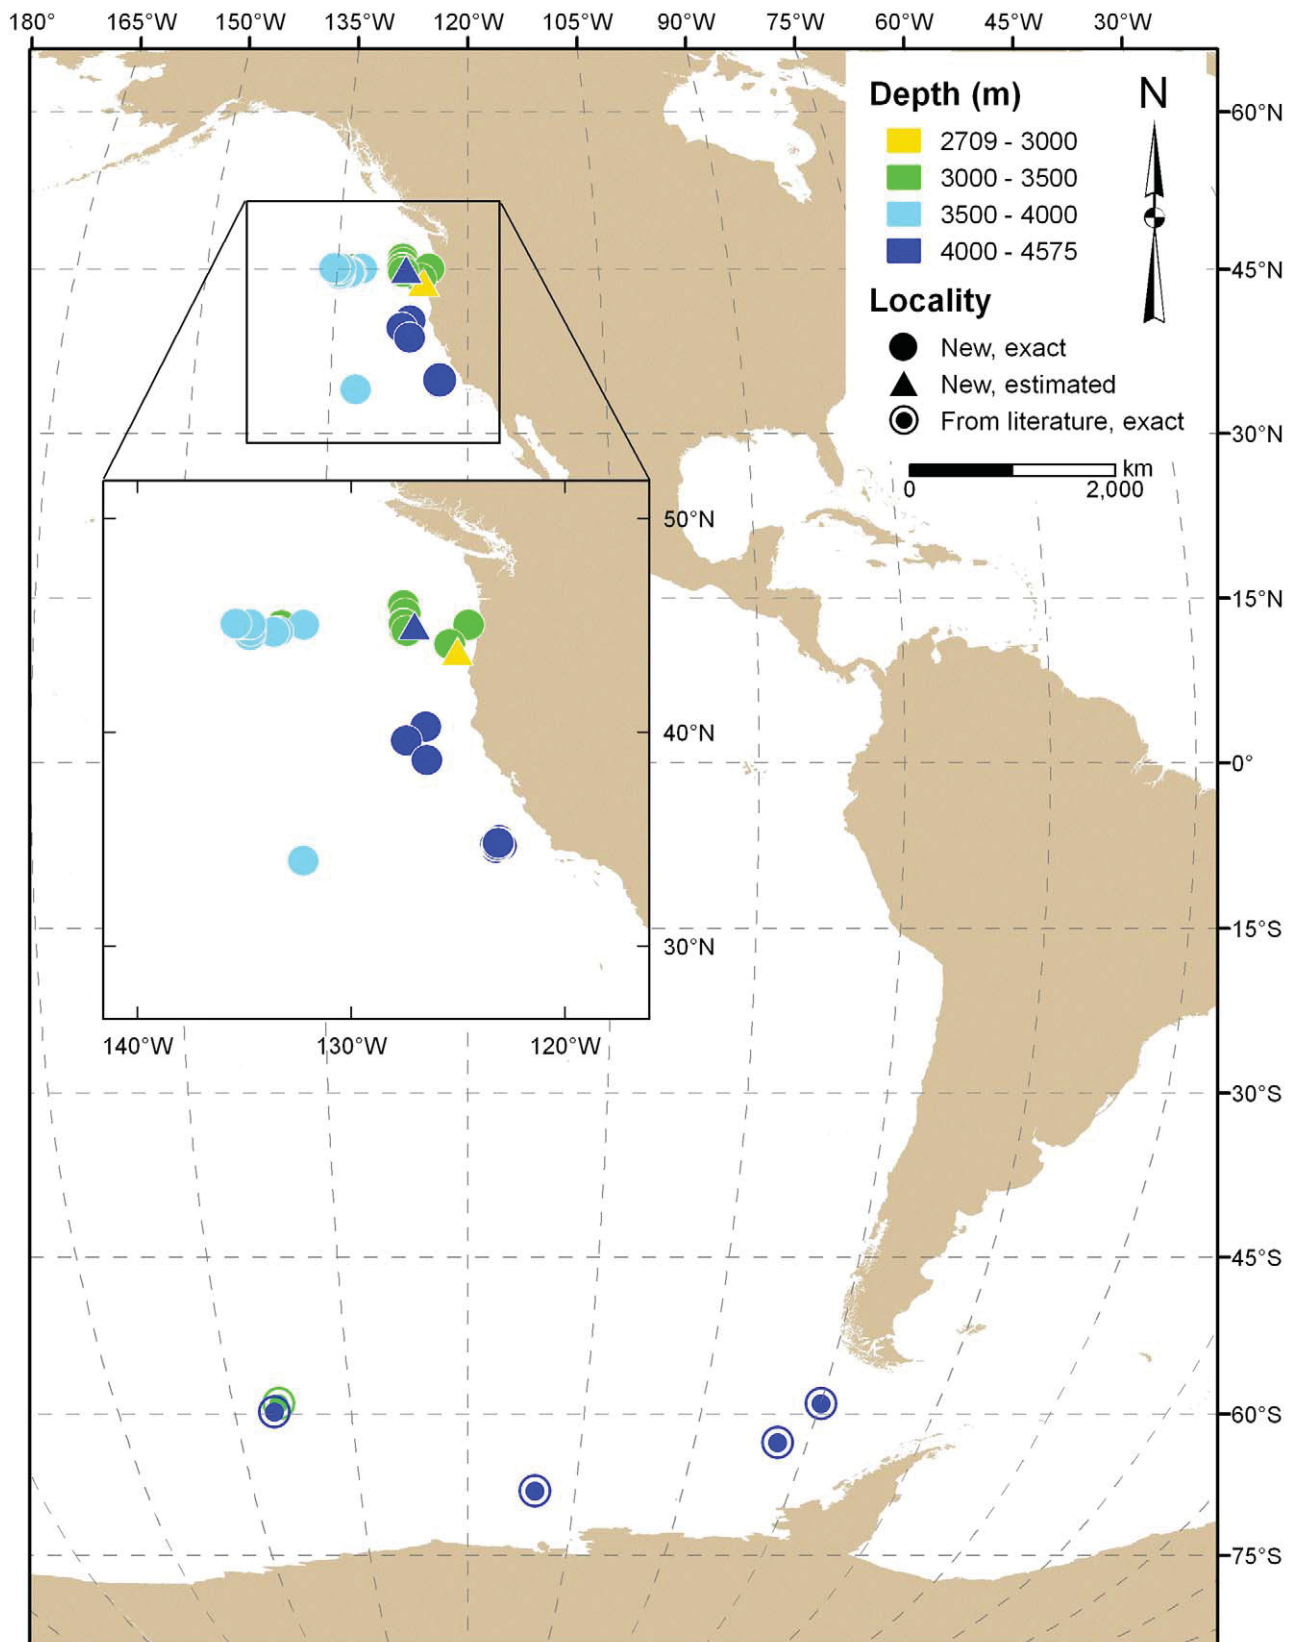 180° 165°W 150°W 135°W 120°W 105°W 90°W 75°W 60°W 45°W 30°W
Depth (m)
N
2709 - 3000
3000 - 3500
3500 - 4000
4000 - 4575
Locality
New, exact
New, estimated
From literature, exact
km
0 2,000
60°N
45°N
30°N
15°N
0°
15°S
30°S
45°S
60°S
75°S
50°N
40°N
30°N
140°W 130°W 120°W